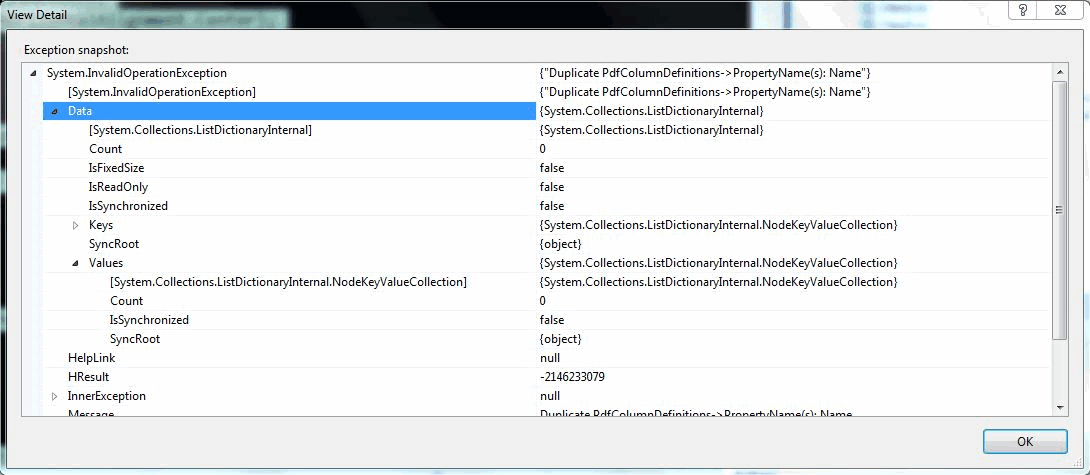 View Detail
Exception snapshot:
System.InvalidOperationException {"Duplicate PdfColumnDefinitions->PropertyName(s): Name"}
[System.InvalidOperationException] {"Duplicate PdfColumnDefinitions->PropertyName(s): Name"}
Data {System.Collections.ListDictionaryInternal}
[System.Collections.ListDictionaryInternal] {System.Collections.ListDictionaryInternal}
Count 0
IsFixedSize false
IsReadOnly false
IsSynchronized false
Keys {System.Collections.ListDictionaryInternal.NodeKeyValueCollection}
SyncRoot {object}
Values {System.Collections.ListDictionaryInternal.NodeKeyValueCollection}
[System.Collections.ListDictionaryInternal.NodeKeyValueCollection] {System.Collections.ListDictionaryInternal.NodeKeyValueCollection}
Count 0
IsSynchronized false
SyncRoot {object}
HelpLink null
HResult -2146233079
InnerException null
Message Duplicate PdfColumnDefinitions->PropertyName(s): Name
OK